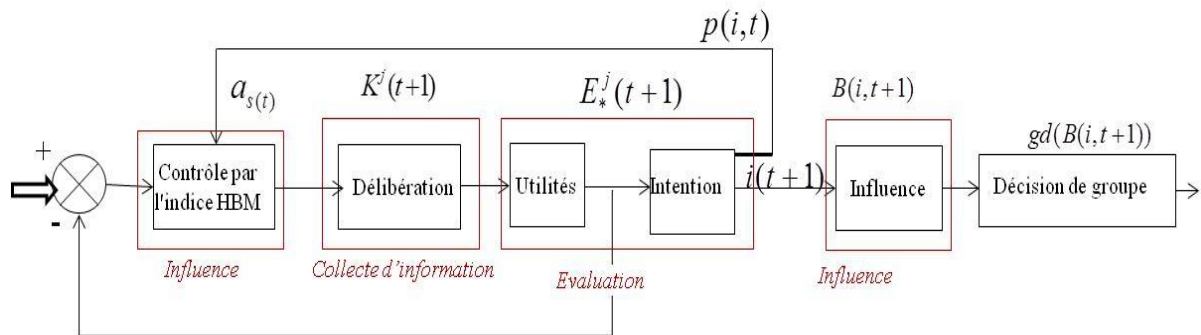 p(i,t)
a_{s(t)}
K^j(t+1)
E_*^j(t+1)
B(i,t+1)
gd(B(i,t+1))
+
-
Contrôle par
l'indice HBM
Délibération
Utilités
Intention
i(t+1)
Influence
Décision de groupe
Influence
Collecte d'information
Evaluation
Influence